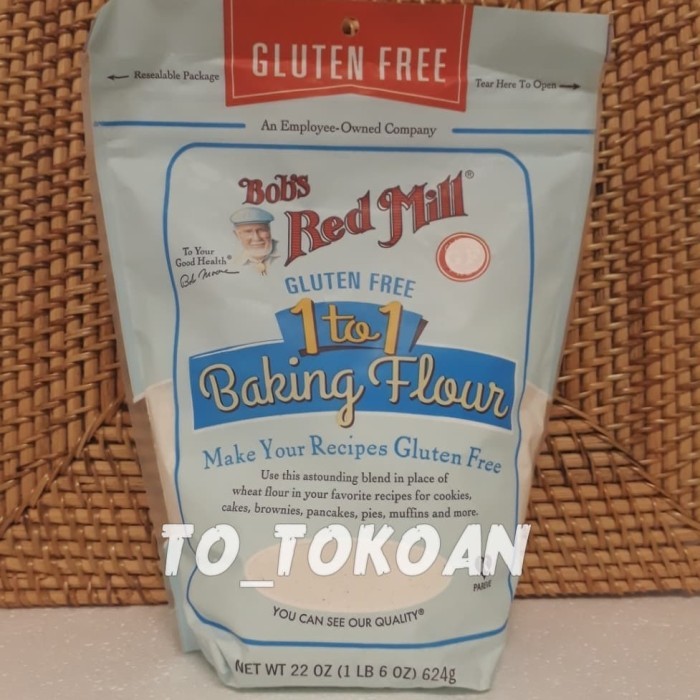 GLUTEN FREE
Resealable Package
Tear Here To Open
An Employee-Owned Company
Bob's
Red Mill®
To Your
Good Health®
Bob Moore
GLUTEN FREE
1 to 1
Baking Flour
Make Your Recipes Gluten Free
Use this astounding blend in place of
wheat flour in your favorite recipes for cookies,
cakes, brownies, pancakes, pies, muffins and more.
TO_TOKOAN
PAREVE
YOU CAN SEE OUR QUALITY®
NET WT 22 OZ (1 LB 6 OZ) 624g